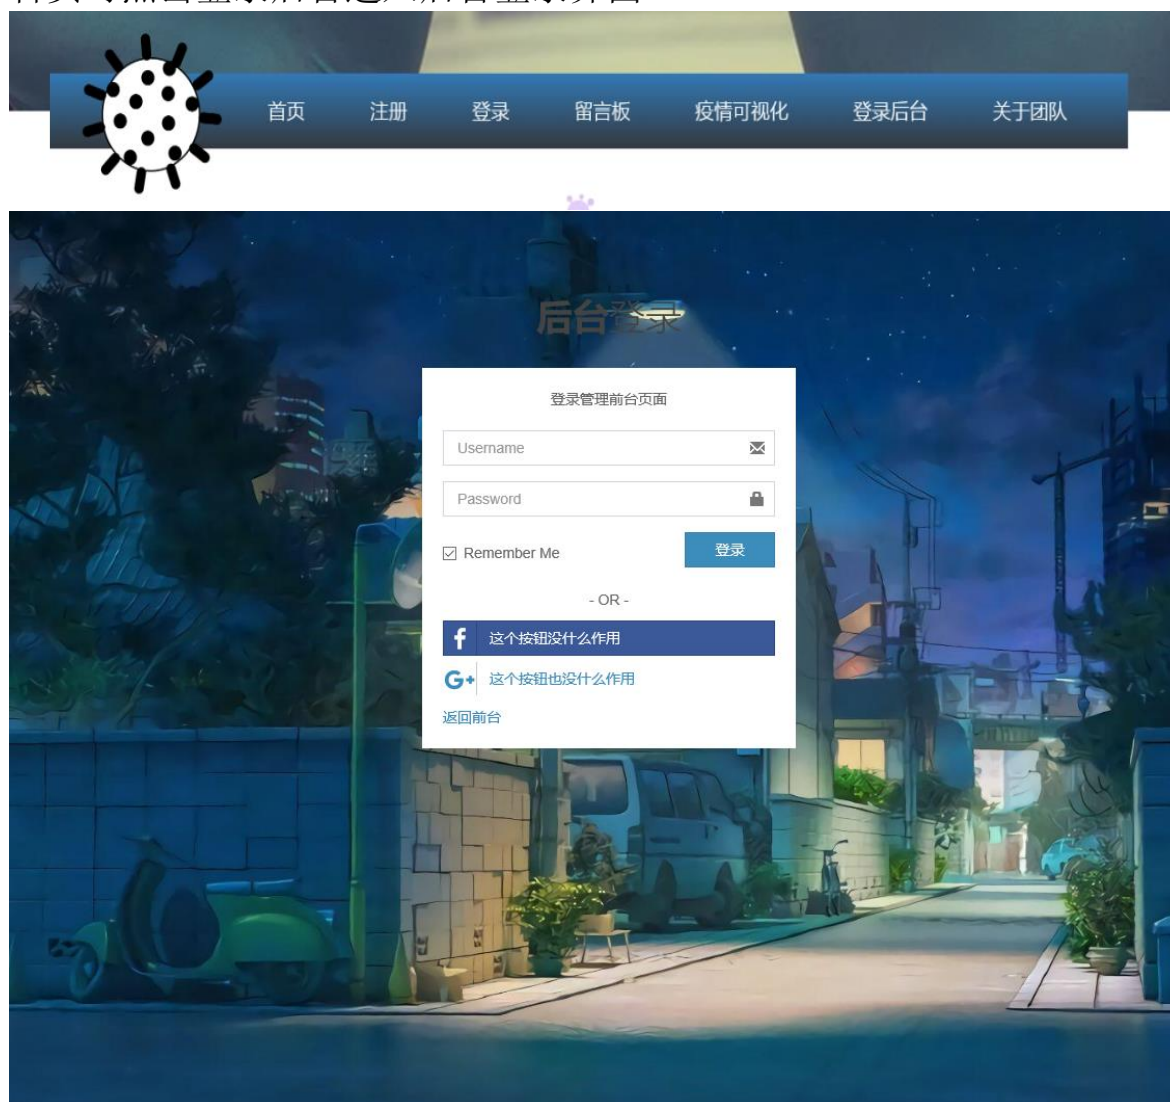 首页 注册 登录 留言板 疫情可视化 登录后台 关于团队
后台登录
登录管理前台页面
Username
Password
Remember Me 登录
- OR -
f 这个按钮没什么作用
G+ 这个按钮也没什么作用
返回前台